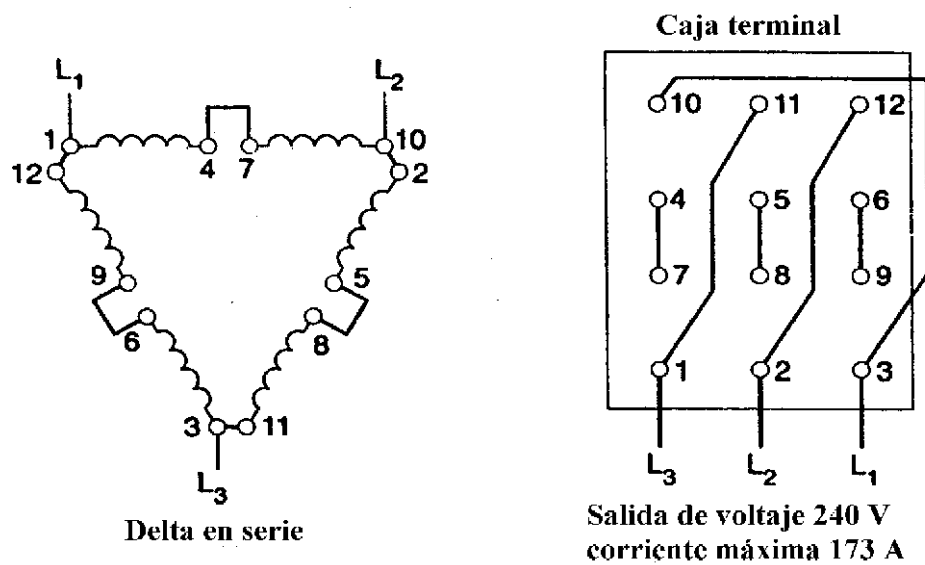 L1
L2
1
4
7
10
12
2
9
5
6
8
3
11
L3
Delta en serie
Caja terminal
10
11
12
4
5
6
7
8
9
1
2
3
L3
L2
L1
Salida de voltaje 240 V
corriente máxima 173 A